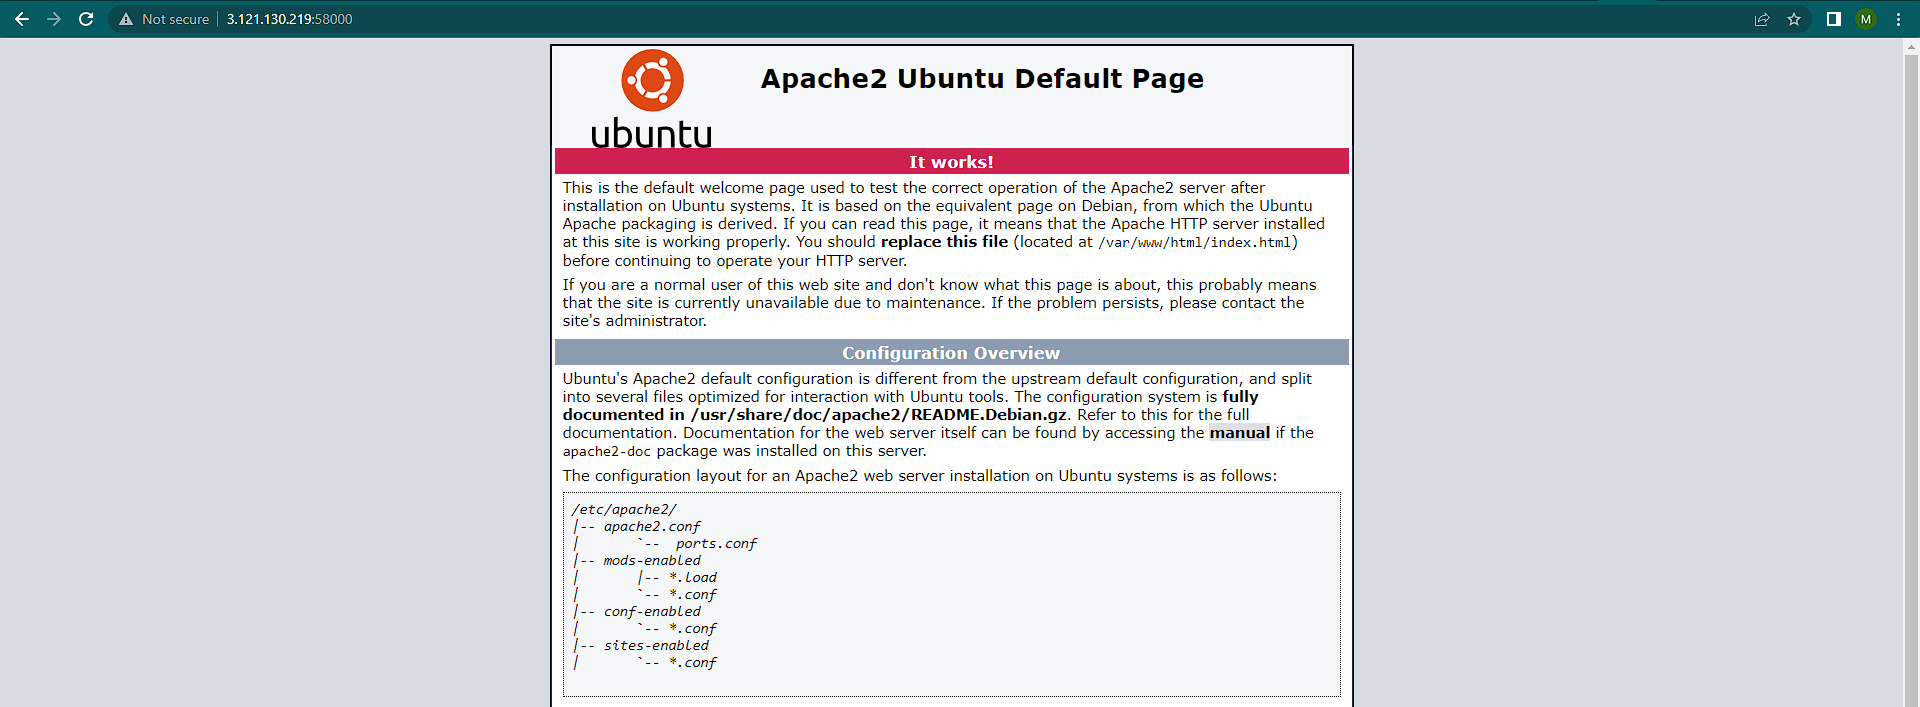 Not secure | 3.121.130.219:58000
M
ubuntu
Apache2 Ubuntu Default Page
It works!
This is the default welcome page used to test the correct operation of the Apache2 server after
installation on Ubuntu systems. It is based on the equivalent page on Debian, from which the Ubuntu
Apache packaging is derived. If you can read this page, it means that the Apache HTTP server installed
at this site is working properly. You should replace this file (located at /var/www/html/index.html)
before continuing to operate your HTTP server.
If you are a normal user of this web site and don't know what this page is about, this probably means
that the site is currently unavailable due to maintenance. If the problem persists, please contact the
site's administrator.
Configuration Overview
Ubuntu's Apache2 default configuration is different from the upstream default configuration, and split
into several files optimized for interaction with Ubuntu tools. The configuration system is fully
documented in /usr/share/doc/apache2/README.Debian.gz. Refer to this for the full
documentation. Documentation for the web server itself can be found by accessing the manual if the
apache2-doc package was installed on this server.
The configuration layout for an Apache2 web server installation on Ubuntu systems is as follows:
/etc/apache2/
|-- apache2.conf
|       `--  ports.conf
|-- mods-enabled
|       |-- *.load
|       `-- *.conf
|-- conf-enabled
|       `-- *.conf
|-- sites-enabled
|       `-- *.conf